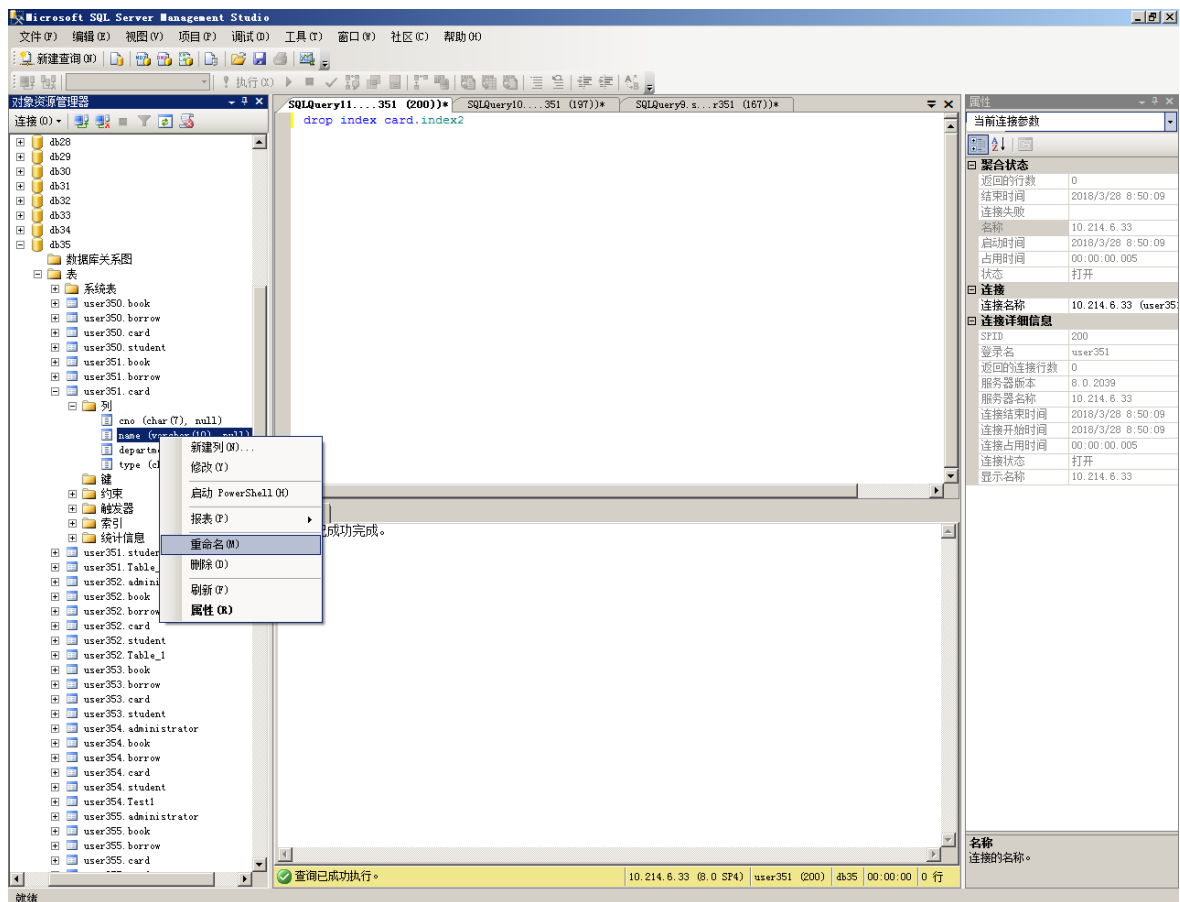 Microsoft SQL Server Management Studio
文件(F) 编辑(E) 视图(V) 项目(P) 调试(D) 工具(T) 窗口(W) 社区(C) 帮助(H)
新建查询(N)
执行(X)
对象资源管理器
连接(O)
db28
db29
db30
db31
db32
db33
db34
db35
数据库关系图
表
系统表
user350.book
user350.borrow
user350.card
user350.student
user351.book
user351.borrow
user351.card
列
cno (char(7), null)
name (varchar(10), null)
departme
type (c
键
约束
触发器
索引
统计信息
user351.studen
user351.Table_
user352.admini
user352.book
user352.borrow
user352.card
user352.student
user352.Table_1
user353.book
user353.borrow
user353.card
user353.student
user354.administrator
user354.book
user354.borrow
user354.card
user354.student
user354.Test1
user355.administrator
user355.book
user355.borrow
user355.card
新建列(N)...
修改(Y)
启动 PowerShell(H)
报表(P)
重命名(M)
删除(D)
刷新(F)
属性(R)
SQLQuery11....351 (200))* SQLQuery10....351 (197))* SQLQuery9.s...r351 (167))*
drop index card.index2
已成功完成。
查询已成功执行。 10.214.6.33 (8.0 SP4) user351 (200) db35 00:00:00 0 行
属性
当前连接参数
聚合状态
返回的行数 0
结束时间 2018/3/28 8:50:09
连接失败
名称 10.214.6.33
启动时间 2018/3/28 8:50:09
占用时间 00:00:00.005
状态 打开
连接
连接名称 10.214.6.33 (user35
连接详细信息
SPID 200
登录名 user351
返回的连接行数 0
服务器版本 8.0.2039
服务器名称 10.214.6.33
连接结束时间 2018/3/28 8:50:09
连接开始时间 2018/3/28 8:50:09
连接占用时间 00:00:00.005
连接状态 打开
显示名称 10.214.6.33
名称
连接的名称。
就绪